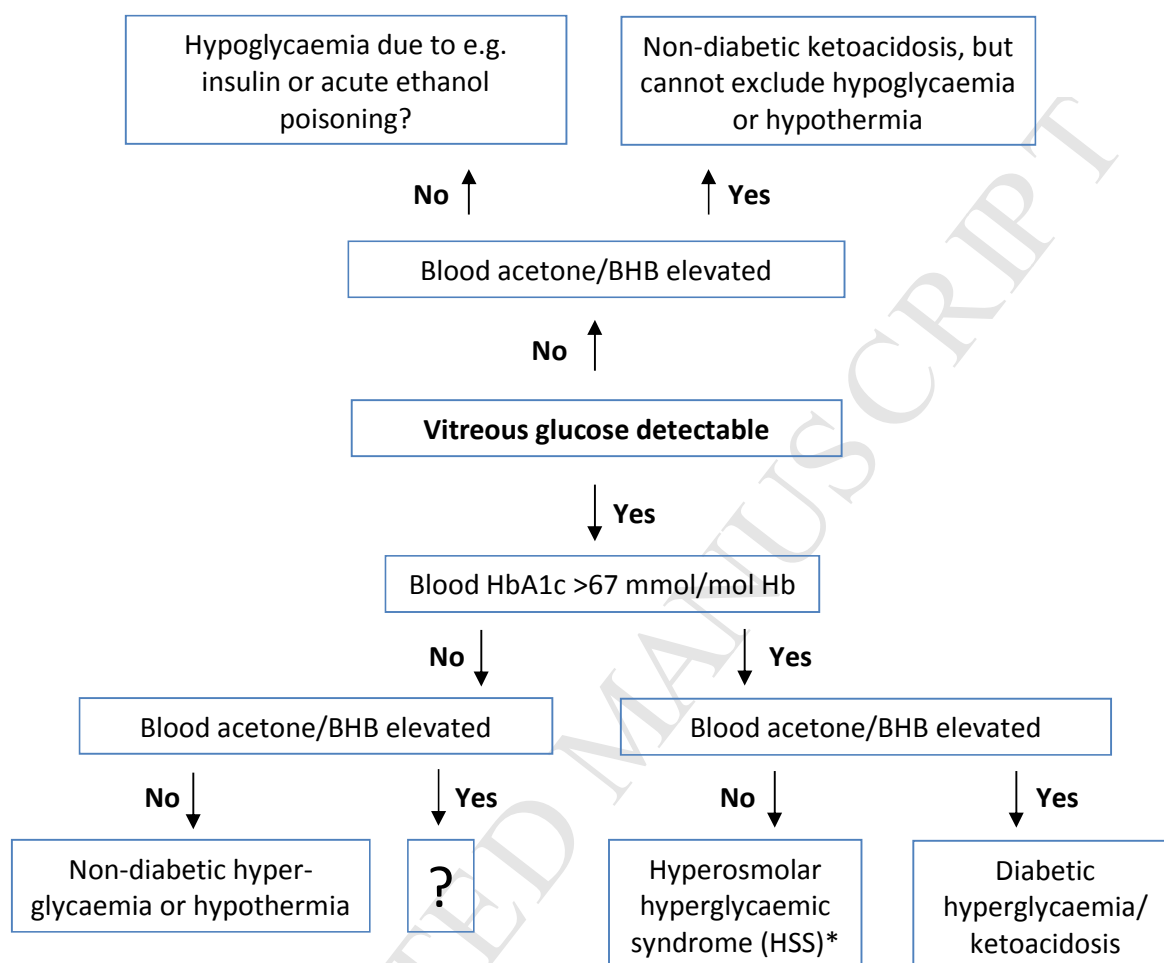 Hypoglycaemia due to e.g.
insulin or acute ethanol
poisoning?
Non-diabetic ketoacidosis, but
cannot exclude hypoglycaemia
or hypothermia
No
Yes
Blood acetone/BHB elevated
No
Vitreous glucose detectable
Yes
Blood HbA1c >67 mmol/mol Hb
No
Yes
Blood acetone/BHB elevated
Blood acetone/BHB elevated
No
Yes
No
Yes
Non-diabetic hyper-
glycaemia or hypothermia
?
Hyperosmolar
hyperglycaemic
syndrome (HSS)*
Diabetic
hyperglycaemia/
ketoacidosis
TED MANUSCRIPT